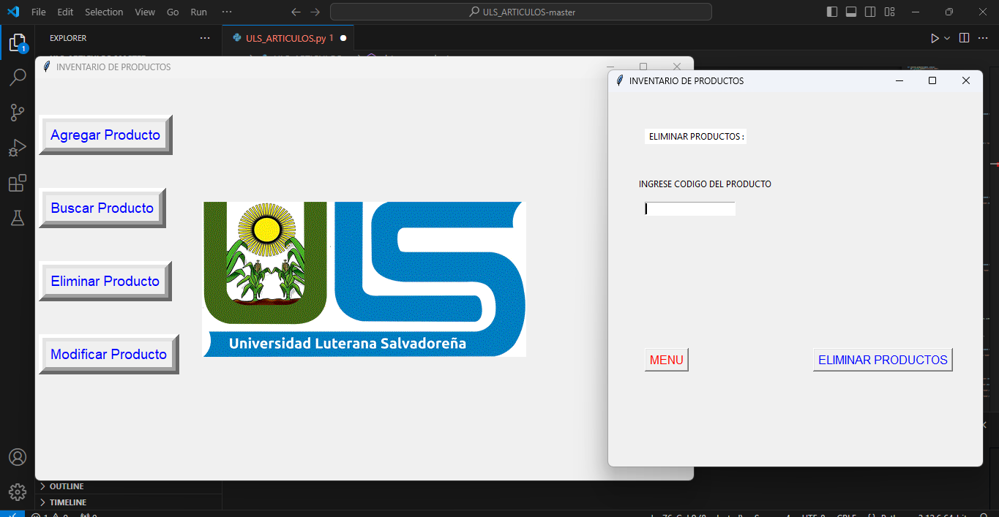 File Edit Selection View Go Run ···
ULS_ARTICULOS-master
EXPLORER
ULS_ARTICULOS.py 1
1
INVENTARIO DE PRODUCTOS
Agregar Producto
Buscar Producto
Eliminar Producto
Modificar Producto
Universidad Luterana Salvadoreña
INVENTARIO DE PRODUCTOS
ELIMINAR PRODUCTOS :
INGRESE CODIGO DEL PRODUCTO
MENU
ELIMINAR PRODUCTOS
OUTLINE
TIMELINE